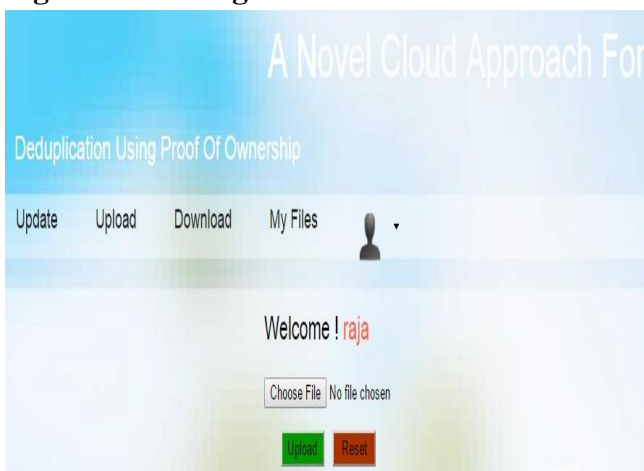 A Novel Cloud Approach For
Deduplication Using Proof Of Ownership
Update Upload Download My Files
Welcome ! raja
Choose File No file chosen
Upload Reset